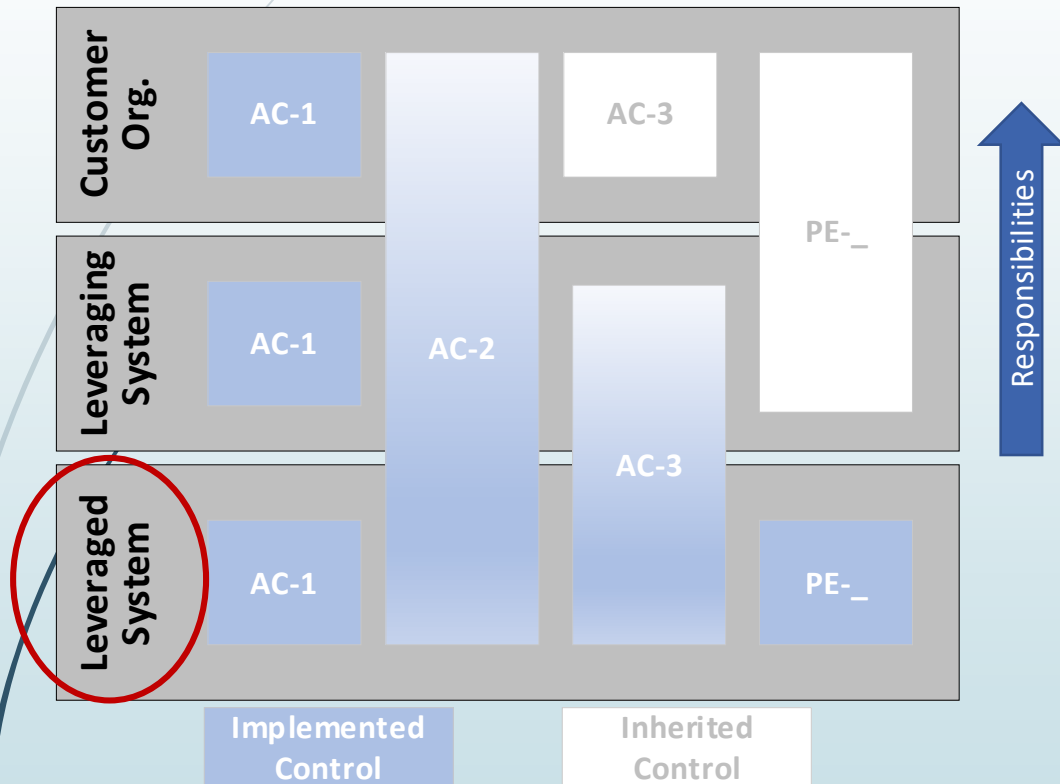 Customer
Org.
AC-1
AC-3
Leveraging
System
AC-1
AC-2
PE-_
Leveraged
System
AC-1
AC-3
PE-_
Responsibilities
Implemented
Control
Inherited
Control